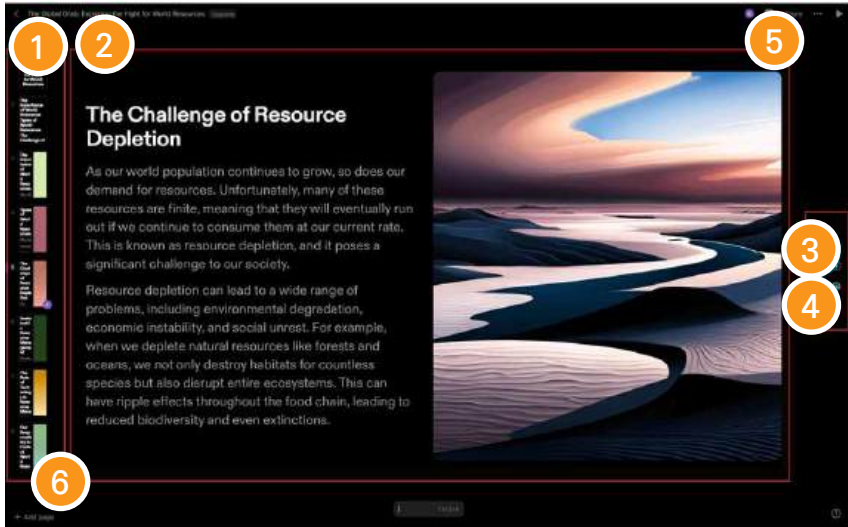 The Global Grab: Exploring the Fight for World Resources
1
2
5
The Challenge of Resource
Depletion
As our world population continues to grow, so does our
demand for resources. Unfortunately, many of these
resources are finite, meaning that they will eventually run
out if we continue to consume them at our current rate.
This is known as resource depletion, and it poses a
significant challenge to our society.
Resource depletion can lead to a wide range of
problems, including environmental degradation,
economic instability, and social unrest. For example,
when we deplete natural resources like forests and
oceans, we not only destroy habitats for countless
species but also disrupt entire ecosystems. This can
have ripple effects throughout the food chain, leading to
reduced biodiversity and even extinctions.
3
4
6
+ Add page